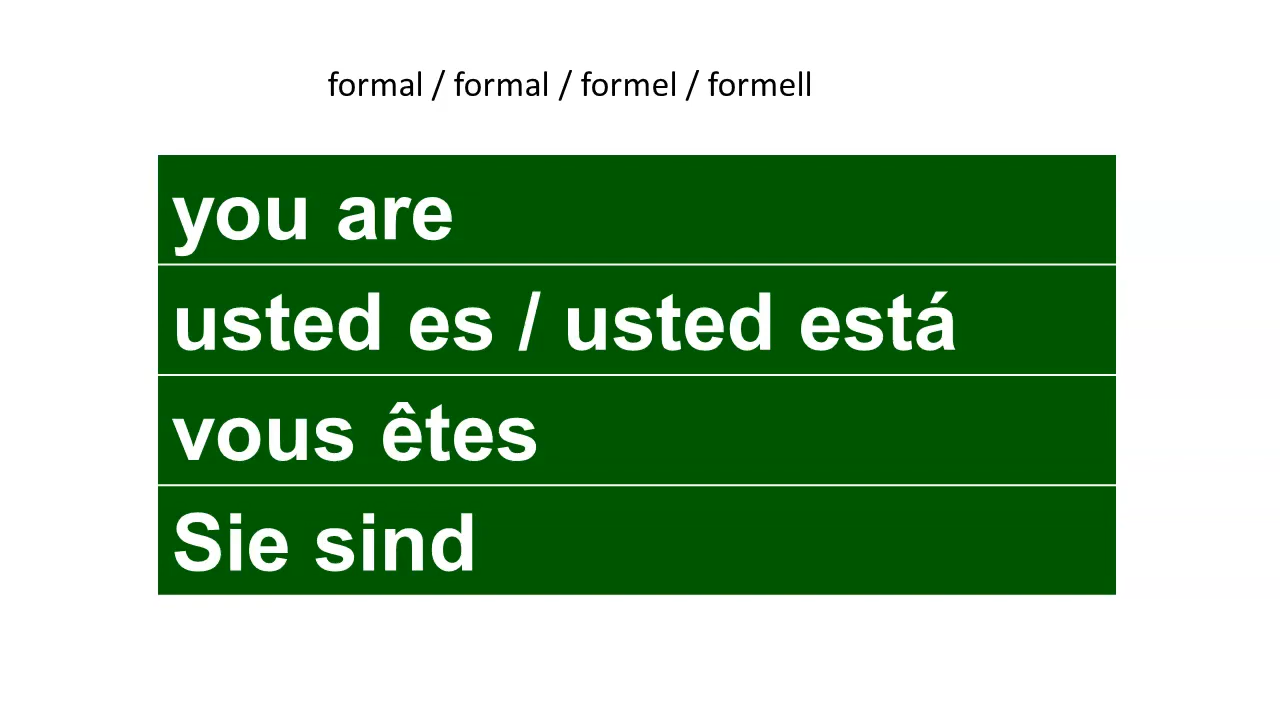 formal / formal / formel / formell
you are
usted es / usted está
vous êtes
Sie sind